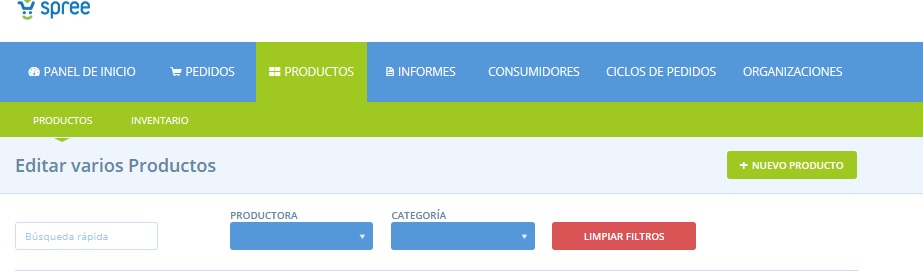 spree
PANEL DE INICIO PEDIDOS PRODUCTOS INFORMES CONSUMIDORES CICLOS DE PEDIDOS ORGANIZACIONES
PRODUCTOS INVENTARIO
Editar varios Productos
+ NUEVO PRODUCTO
PRODUCTORA CATEGORÍA
Búsqueda rápida
LIMPIAR FILTROS